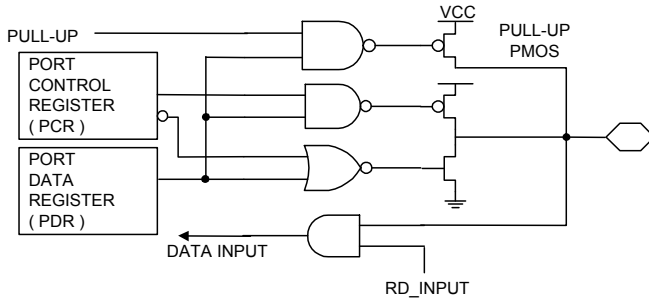 VCC
PULL-UP
PULL-UP
PMOS
PORT
CONTROL
REGISTER
( PCR )
PORT
DATA
REGISTER
( PDR )
DATA INPUT
RD_INPUT